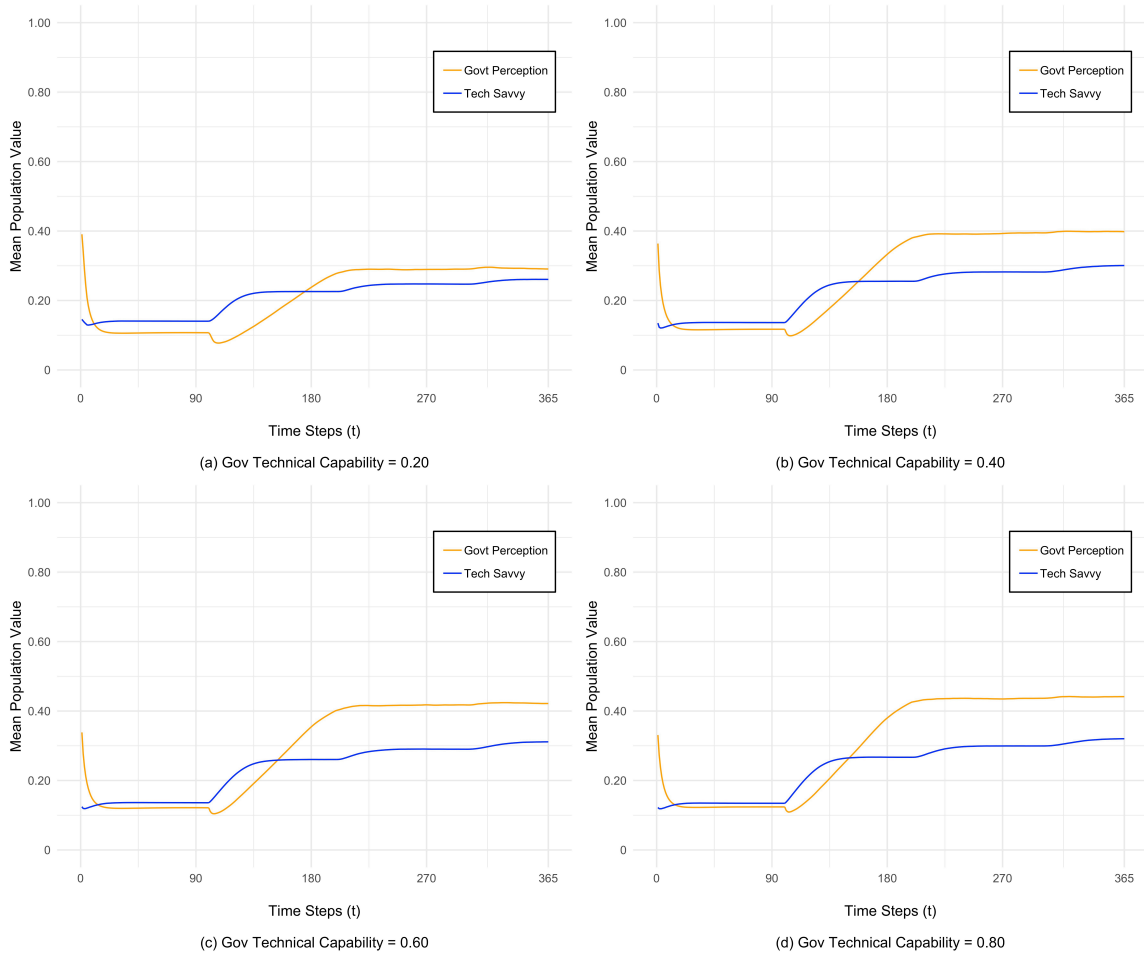 1.00
0.80
0.60
0.40
0.20
0
Mean Population Value
Govt Perception
Tech Savvy
0 90 180 270 365
Time Steps (t)
(a) Gov Technical Capability = 0.20
1.00
0.80
0.60
0.40
0.20
0
Mean Population Value
Govt Perception
Tech Savvy
0 90 180 270 365
Time Steps (t)
(b) Gov Technical Capability = 0.40
1.00
0.80
0.60
0.40
0.20
0
Mean Population Value
Govt Perception
Tech Savvy
0 90 180 270 365
Time Steps (t)
(c) Gov Technical Capability = 0.60
1.00
0.80
0.60
0.40
0.20
0
Mean Population Value
Govt Perception
Tech Savvy
0 90 180 270 365
Time Steps (t)
(d) Gov Technical Capability = 0.80